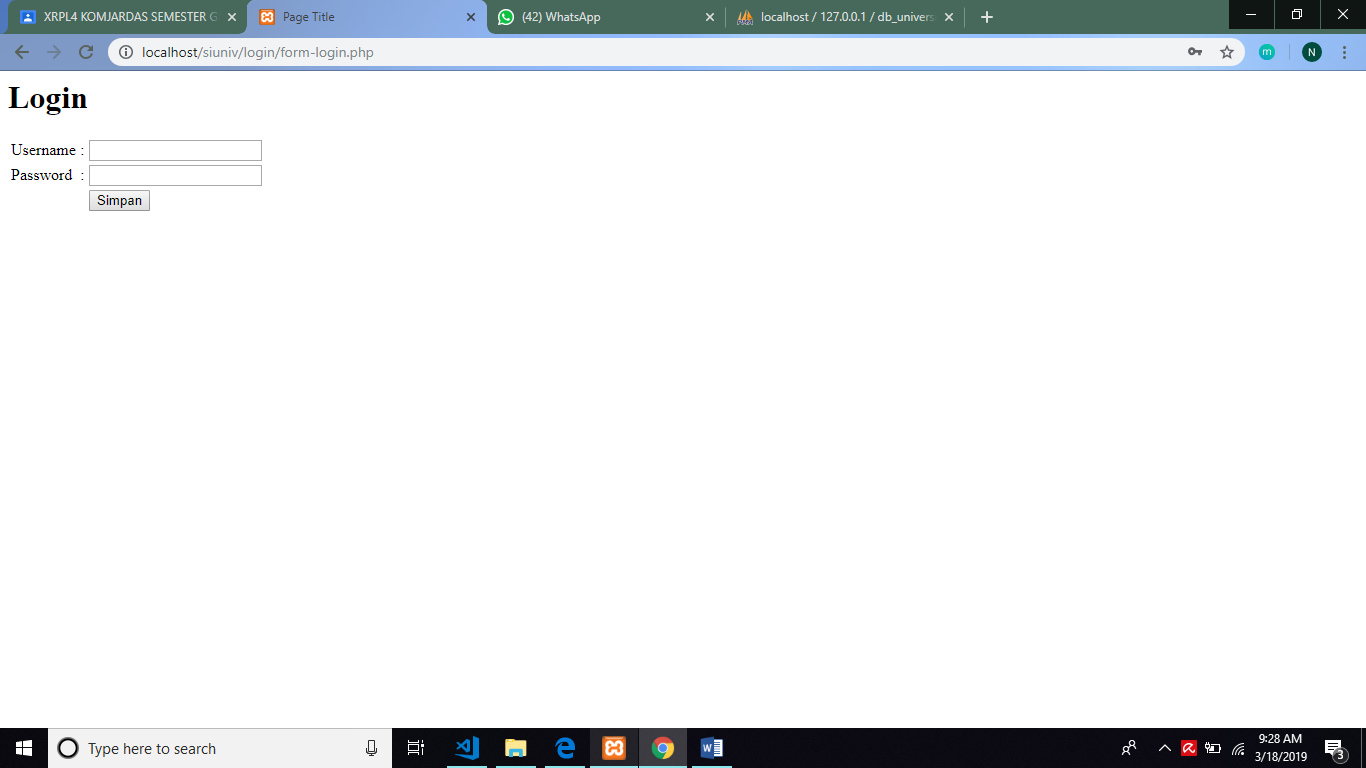 XRPL4 KOMJARDAS SEMESTER G
Page Title
(42) WhatsApp
localhost / 127.0.0.1 / db_univers
localhost/siuniv/login/form-login.php
m
N
Login
Username :
Password :
Simpan
Type here to search
9:28 AM
3/18/2019
3